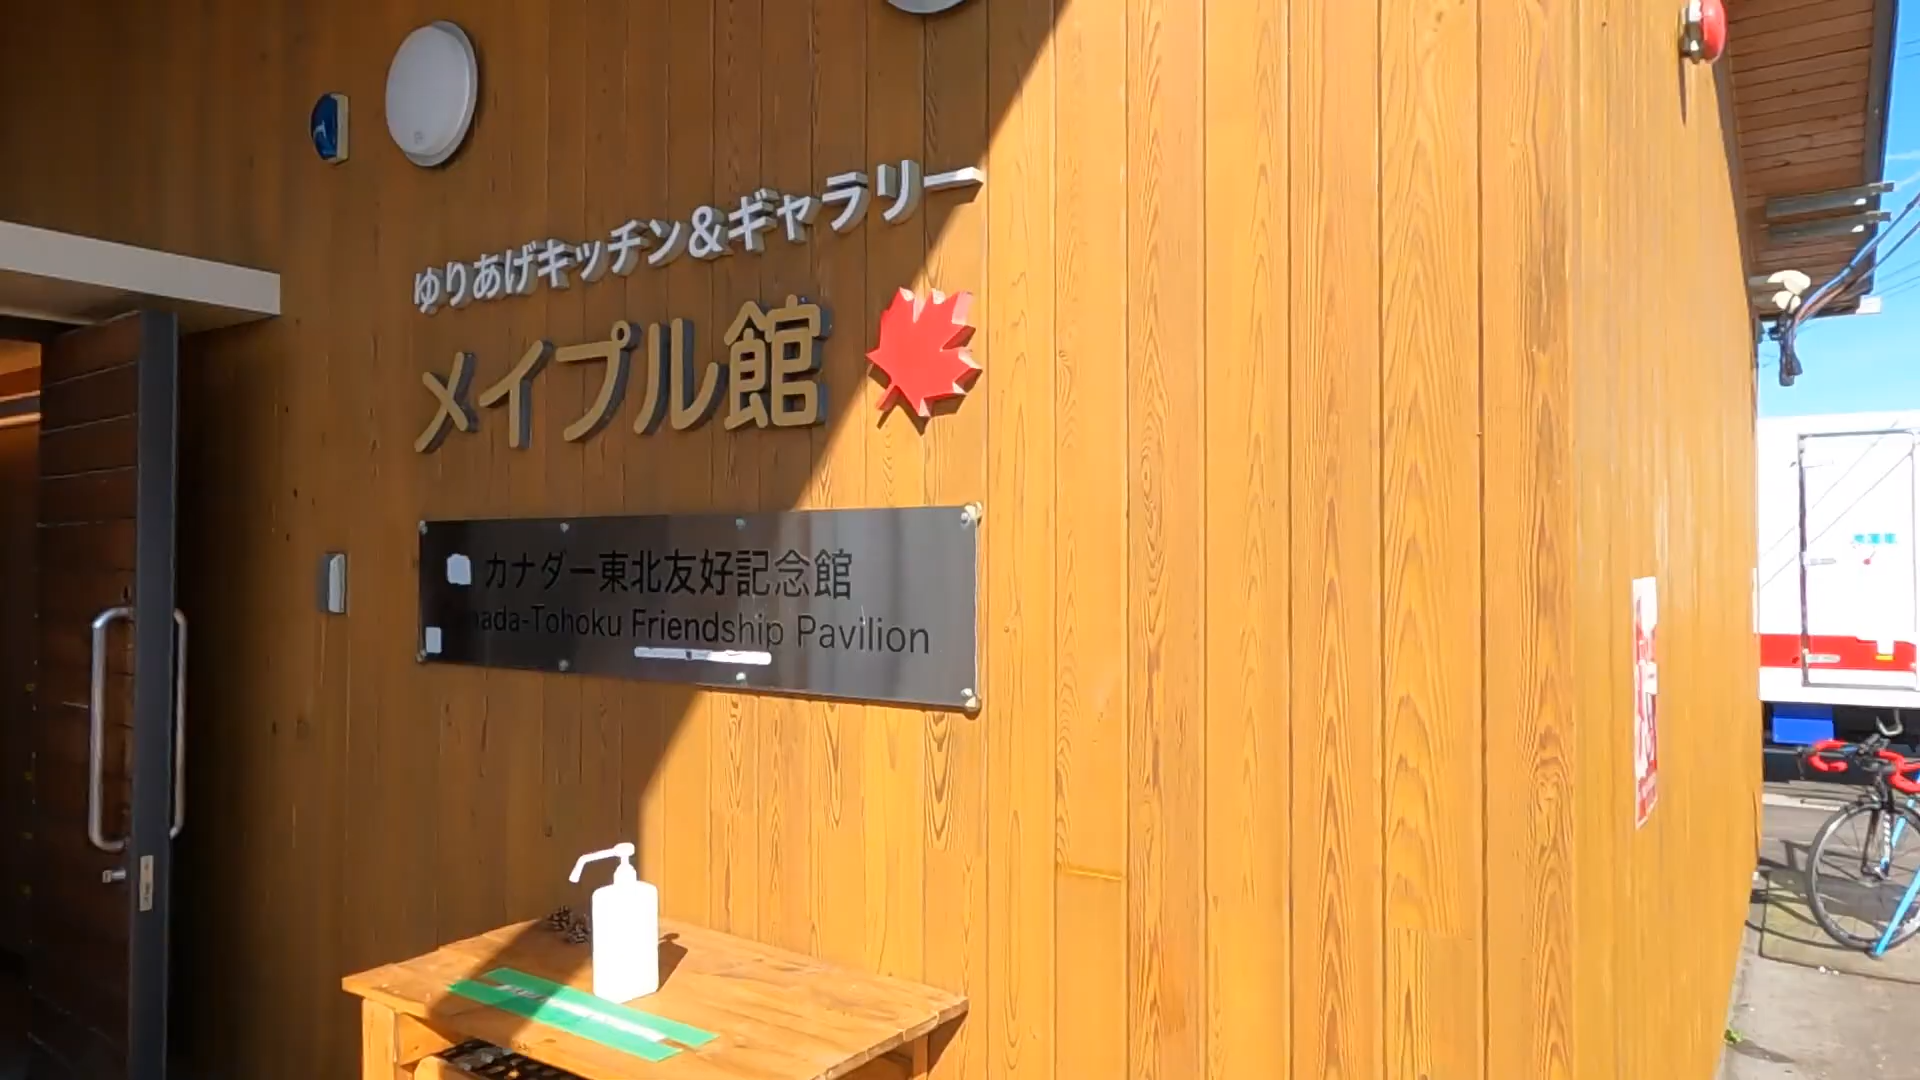 ゆりあげキッチン&ギャラリー
メイプル館
カナダー東北友好記念館
nada-Tohoku Friendship Pavilion